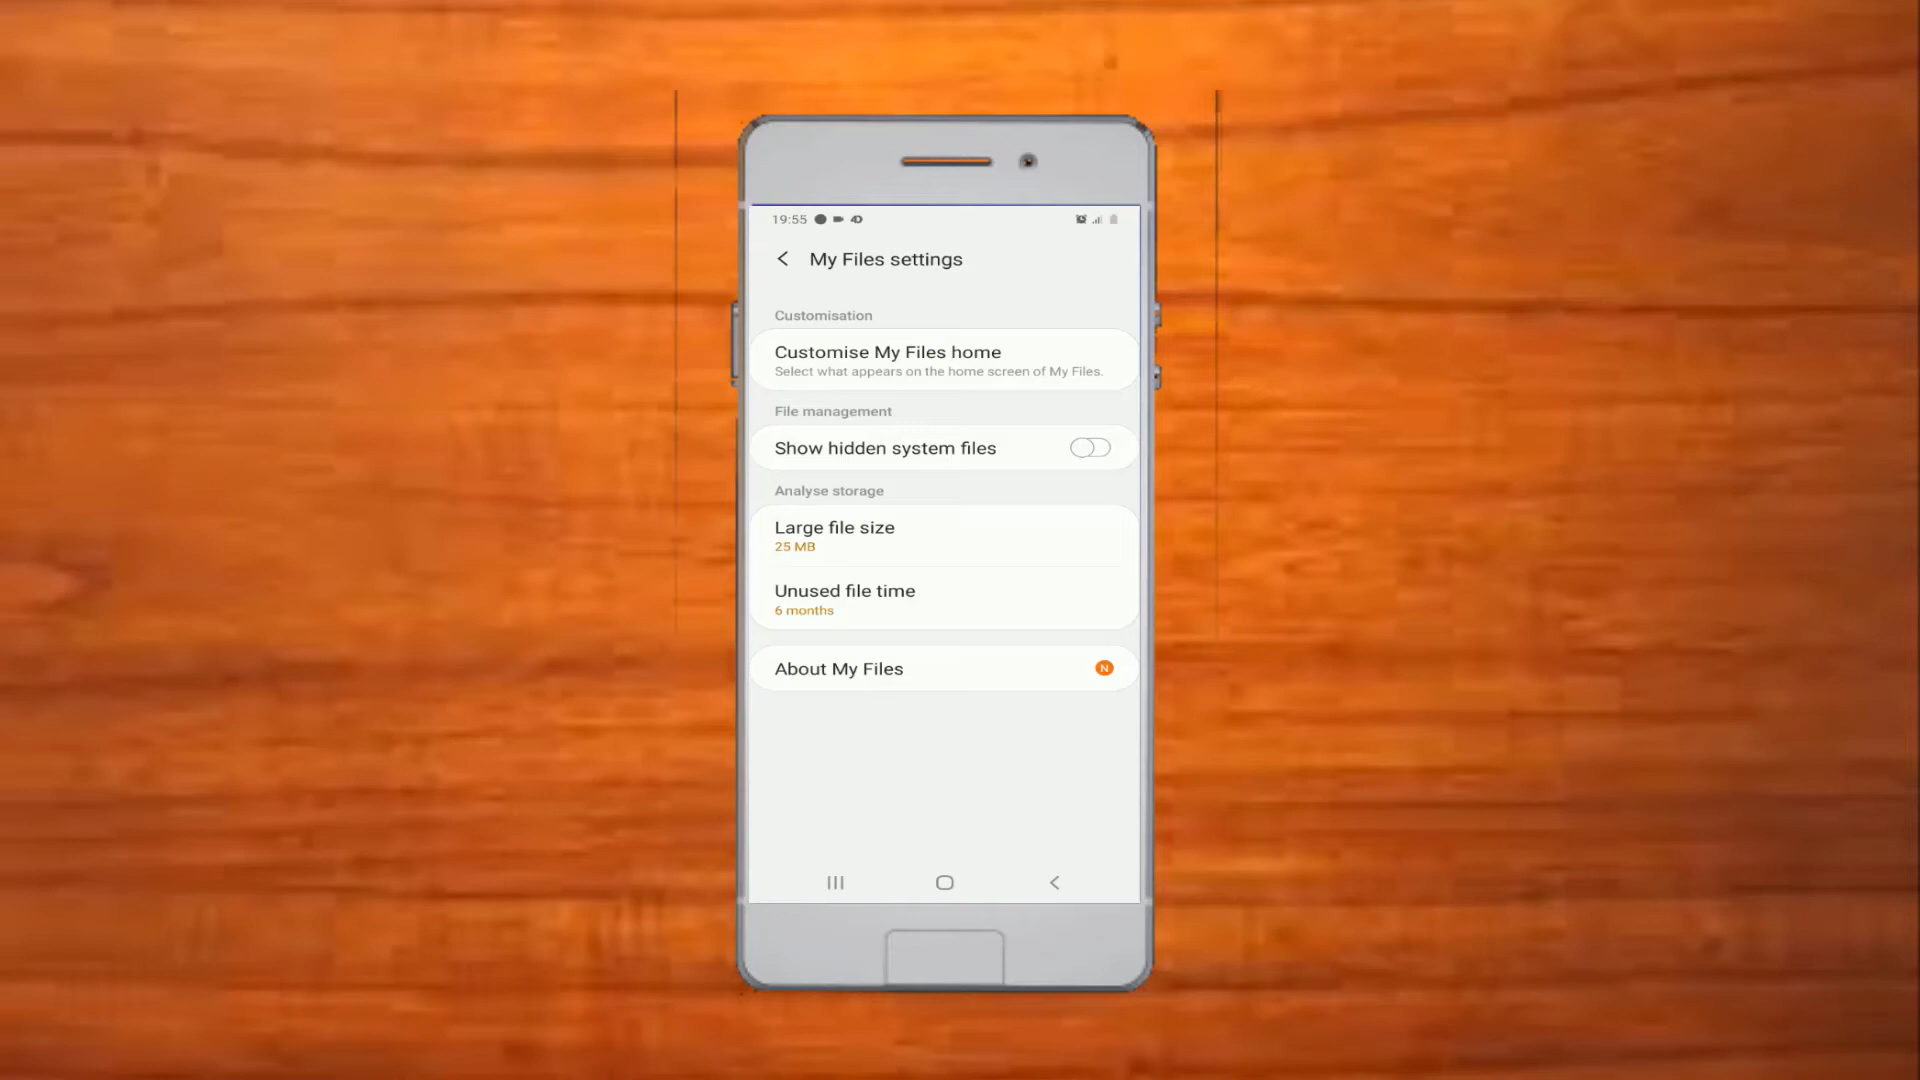 19:55
My Files settings
Customisation
Customise My Files home
Select what appears on the home screen of My Files.
File management
Show hidden system files
Analyse storage
Large file size
25 MB
Unused file time
6 months
About My Files
N